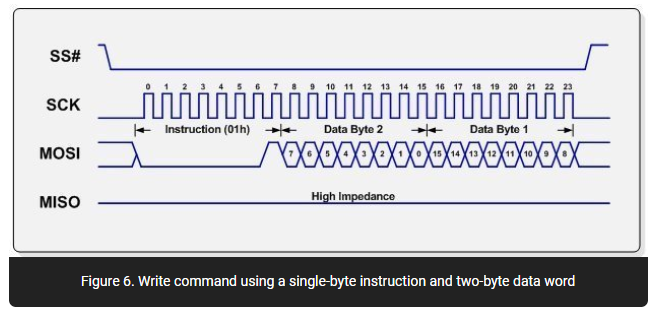 SS#
0 1 2 3 4 5 6 7 8 9 10 11 12 13 14 15 16 17 18 19 20 21 22 23
SCK
Instruction (01h) Data Byte 2 Data Byte 1
MOSI 7 6 5 4 3 2 1 0 15 14 13 12 11 10 9 8
High Impedance
MISO
Figure 6. Write command using a single-byte instruction and two-byte data word